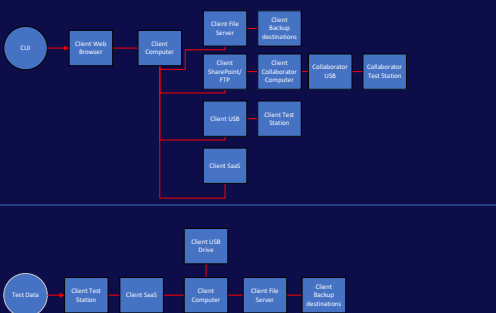 Client File
Server
Client
Backup
destinations
CUI
Client Web
Browser
Client
Computer
Client
SharePoint/
FTP
Client
Collaborator
Computer
Collaborator
USB
Collaborator
Test Station
Client USB
Client Test
Station
Client SaaS
Client USB
Drive
Test Data
Client Test
Station
Client SaaS
Client
Computer
Client File
Server
Client
Backup
destinations